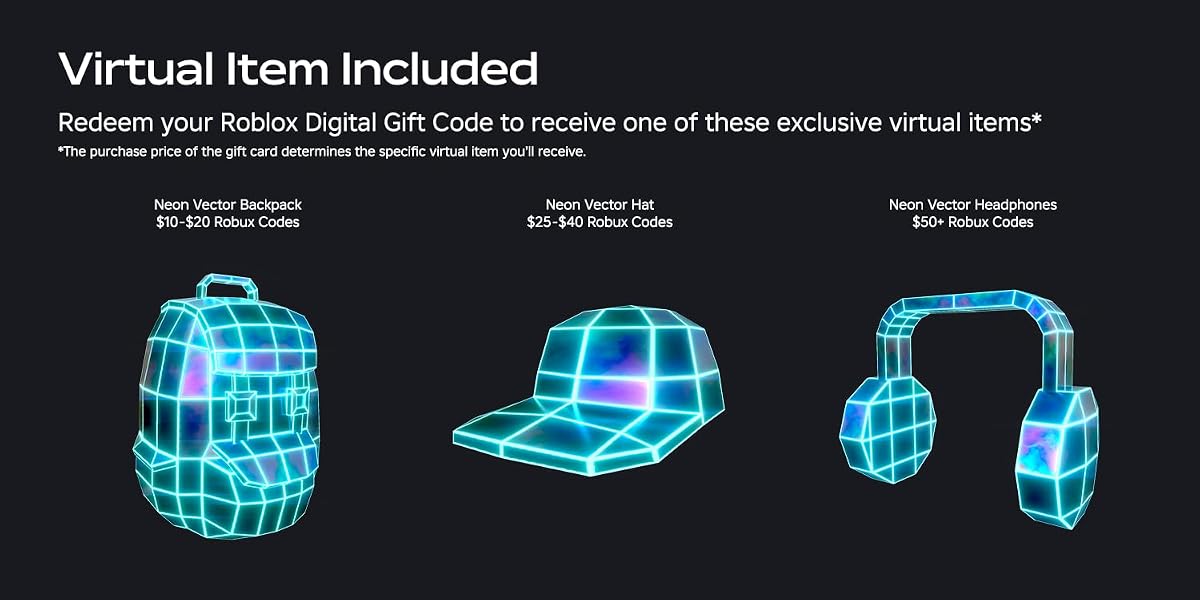 Virtual Item Included
Redeem your Roblox Digital Gift Code to receive one of these exclusive virtual items*
*The purchase price of the gift card determines the specific virtual item you'll receive.
Neon Vector Backpack
$10-$20 Robux Codes
Neon Vector Hat
$25-$40 Robux Codes
Neon Vector Headphones
$50+ Robux Codes